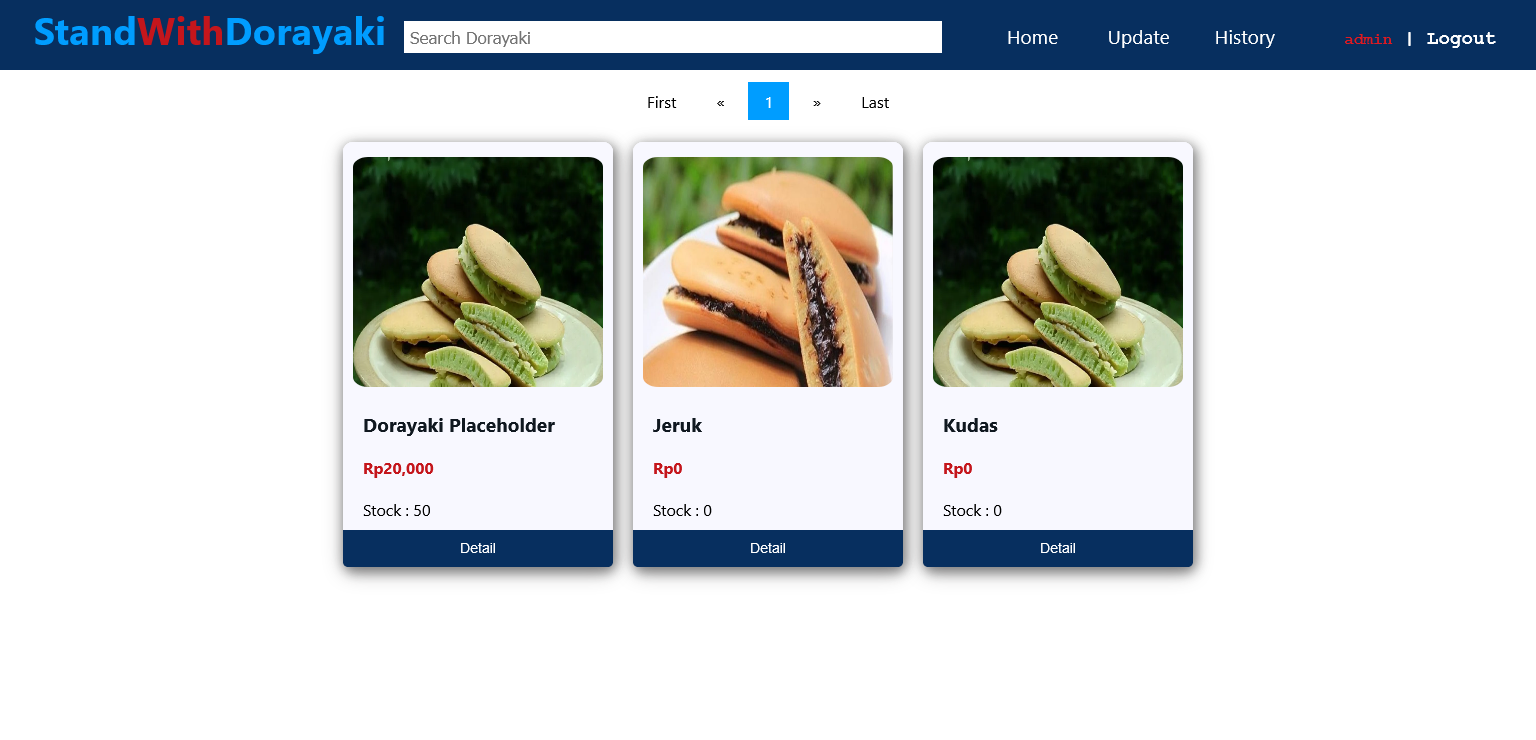 StandWithDorayaki Search Dorayaki Home Update History admin | Logout
First « 1 » Last
Dorayaki Placeholder
Rp20,000
Stock : 50
Detail
Jeruk
Rp0
Stock : 0
Detail
Kudas
Rp0
Stock : 0
Detail